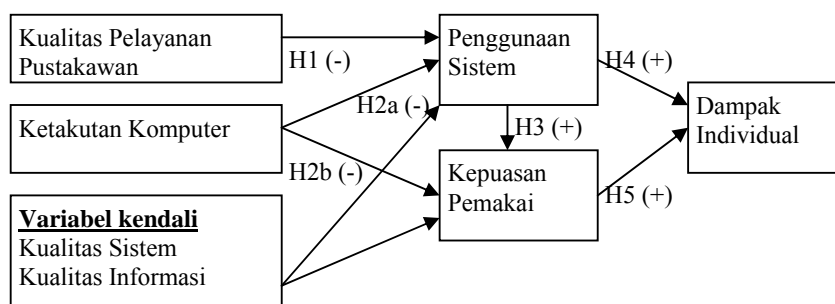 Kualitas Pelayanan
Pustakawan
H1 (-)
Penggunaan
Sistem
H4 (+)
Ketakutan Komputer
H2a (-)
H3 (+)
Dampak
Individual
H2b (-)
Kepuasan
Pemakai
H5 (+)
Variabel kendali
Kualitas Sistem
Kualitas Informasi